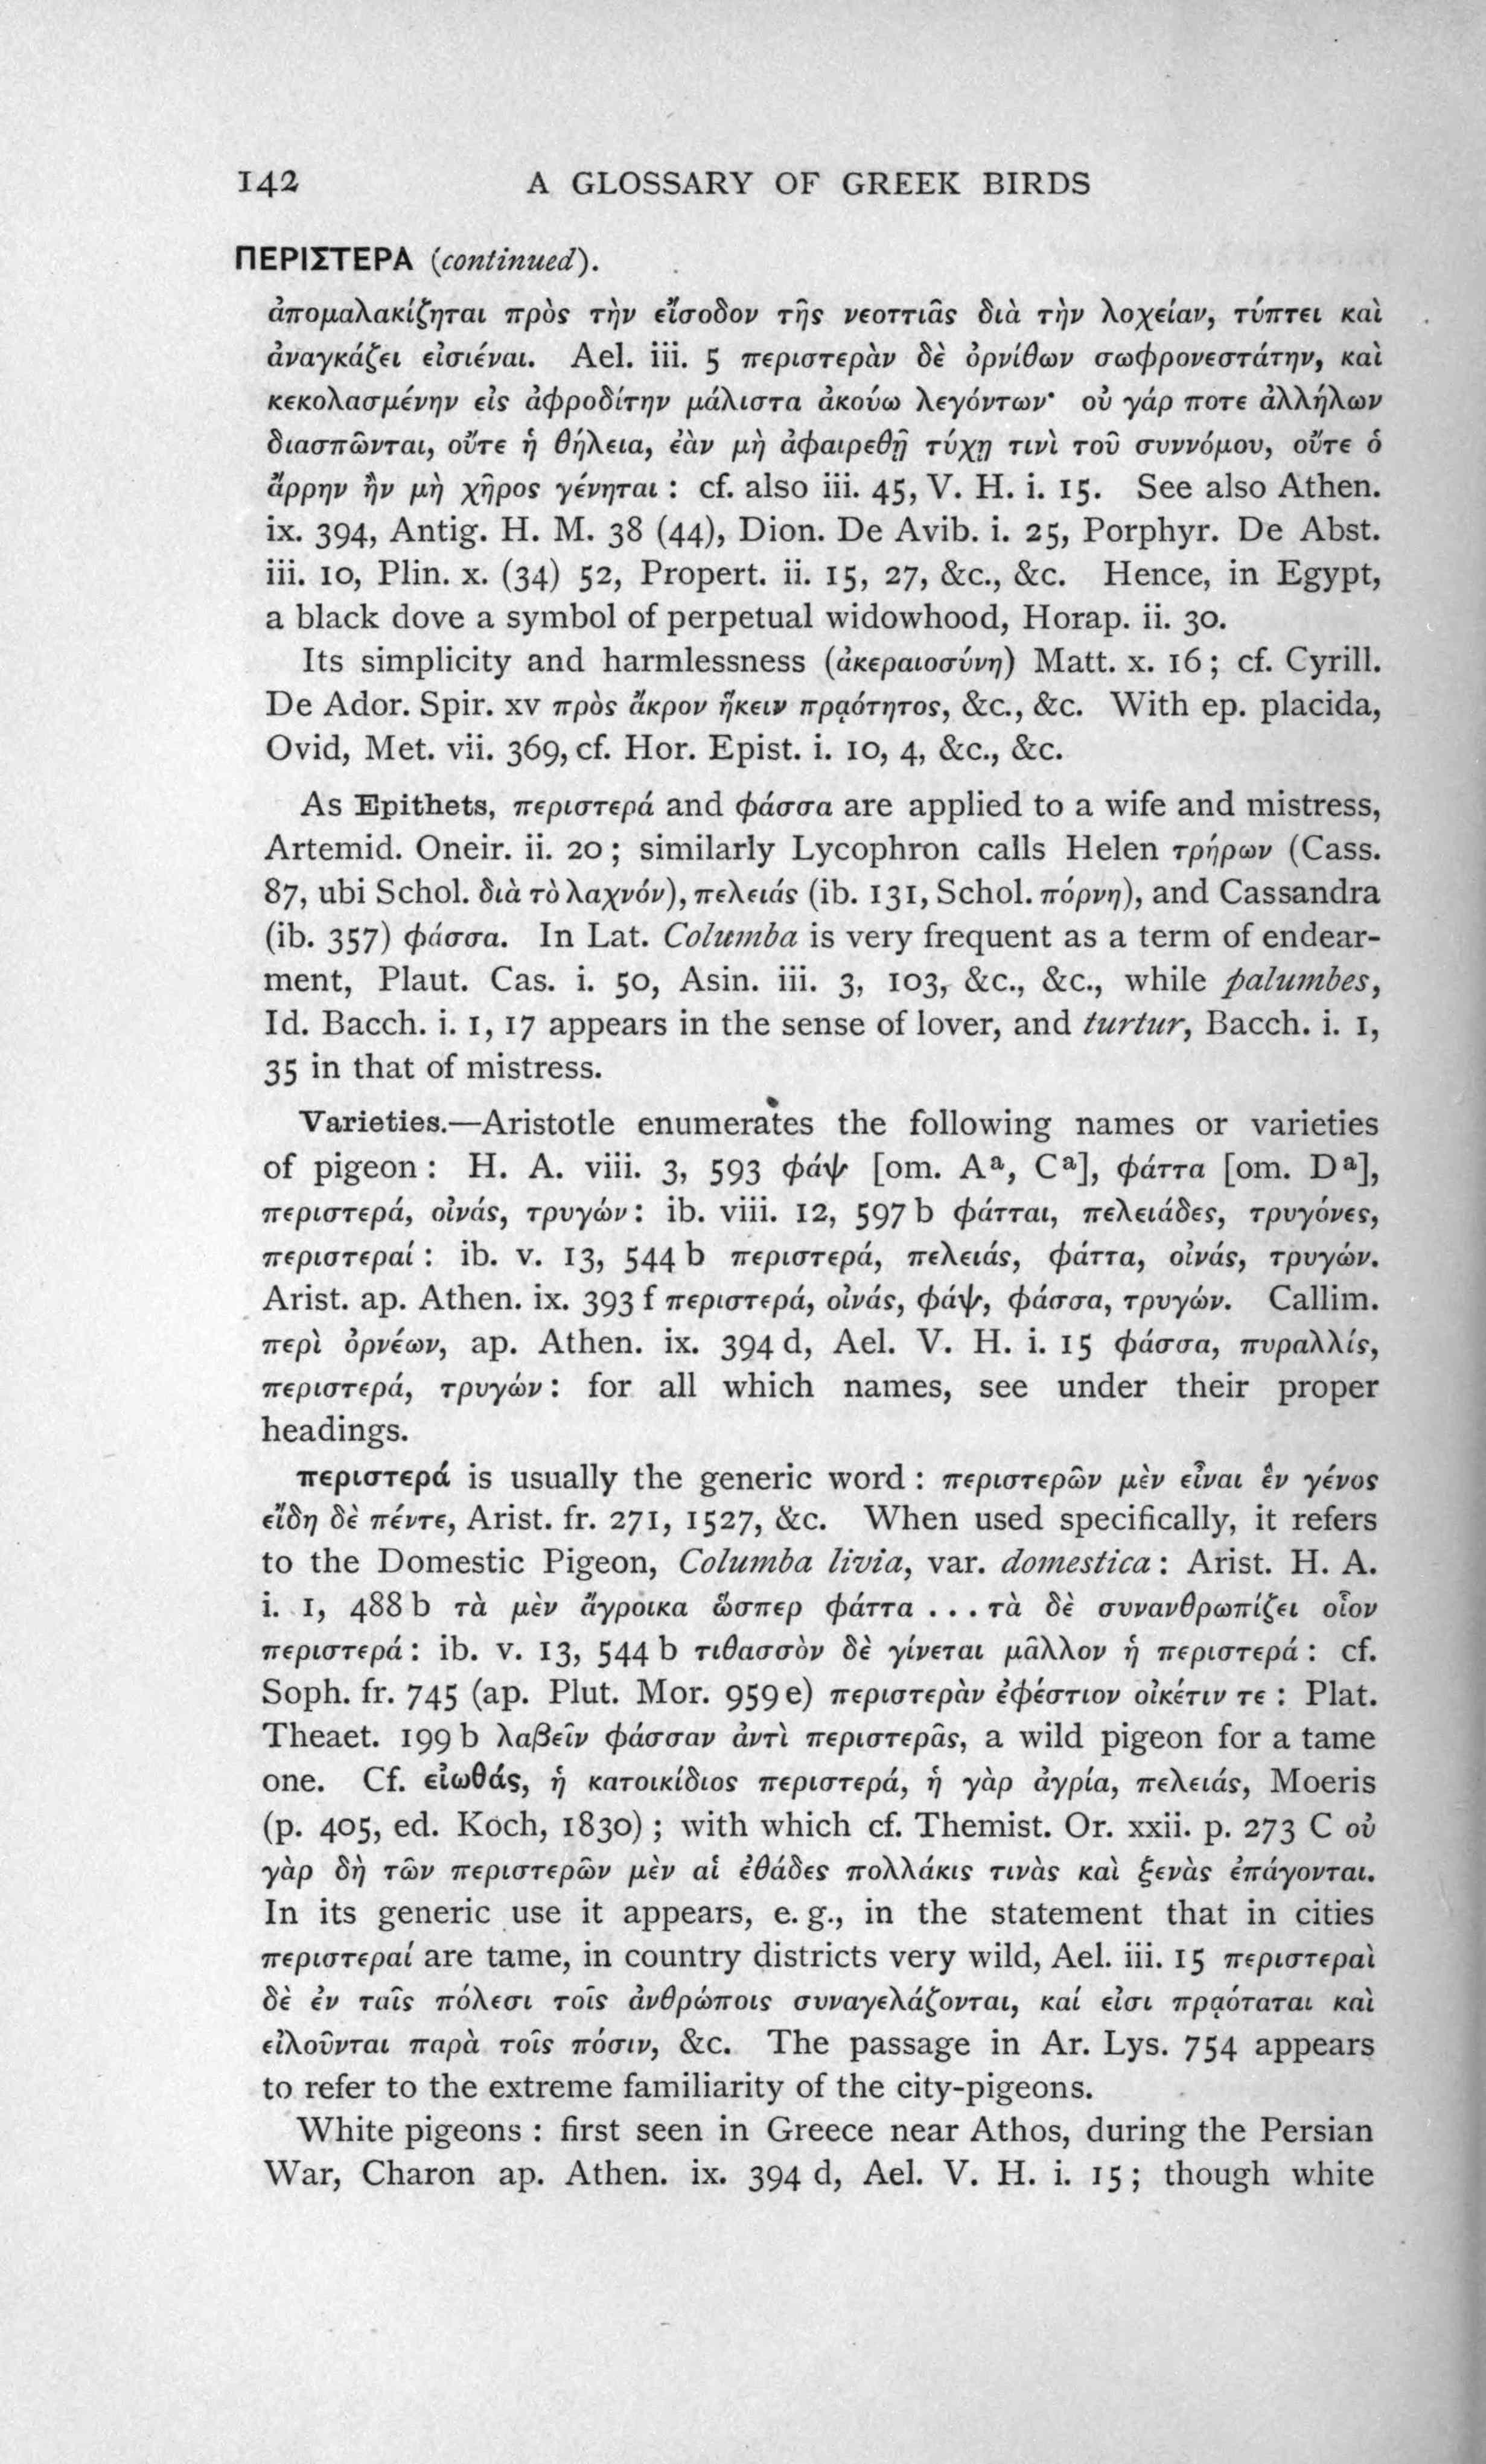 142 A GLOSSARY OF GREEK BIRDS
ΠΕΡΙΣΤΕΡΑ (continued).
ἀπομαλακίζηται πρὸς τὴν εἴσοδον τῆς νεοττιᾶς διὰ τὴν λοχείαν, τύπτει καὶ
ἀναγκάζει εἰσιέναι. Ael. iii. 5 περιστερὰν δὲ ὀρνίθων σωφρονεστάτην, καὶ
κεκολασμένην εἰς ἀφροδίτην μάλιστα ἀκούω λεγόντων· οὐ γάρ ποτε ἀλλήλων
διασπῶνται, οὔτε ἡ θήλεια, ἐὰν μὴ ἀφαιρεθῇ τύχῃ τινὶ τοῦ συννόμου, οὔτε ὁ
ἄρρην ἢν μὴ χῆρος γένηται : cf. also iii. 45, V. H. i. 15. See also Athen.
ix. 394, Antig. H. M. 38 (44), Dion. De Avib. i. 25, Porphyr. De Abst.
iii. 10, Plin. x. (34) 52, Propert. ii. 15, 27, &c., &c. Hence, in Egypt,
a black dove a symbol of perpetual widowhood, Horap. ii. 30.
Its simplicity and harmlessness (ἀκεραιοσύνη) Matt. x. 16 ; cf. Cyrill.
De Ador. Spir. xv πρὸς ἄκρον ἥκειν πρᾳότητος, &c., &c. With ep. placida,
Ovid, Met. vii. 369, cf. Hor. Epist. i. 10, 4, &c., &c.
As Epithets, περιστερά and φάσσα are applied to a wife and mistress,
Artemid. Oneir. ii. 20 ; similarly Lycophron calls Helen τρήρων (Cass.
87, ubi Schol. διὰ τὸ λαχνόν), πελειάς (ib. 131, Schol. πόρνη), and Cassandra
(ib. 357) φάσσα. In Lat. Columba is very frequent as a term of endear-
ment, Plaut. Cas. i. 50, Asin. iii. 3, 103, &c., &c., while palumbes,
Id. Bacch. i. 1, 17 appears in the sense of lover, and turtur, Bacch. i. 1,
35 in that of mistress.
Varieties.—Aristotle enumerates the following names or varieties
of pigeon : H. A. viii. 3, 593 φάψ [om. Aᵃ, Cᵃ], φάττα [om. Dᵃ],
περιστερά, οἰνάς, τρυγών : ib. viii. 12, 597 b φάτται, πελειάδες, τρυγόνες,
περιστεραί : ib. v. 13, 544 b περιστερά, πελειάς, φάττα, οἰνάς, τρυγών.
Arist. ap. Athen. ix. 393 f περιστερά, οἰνάς, φάψ, φάσσα, τρυγών. Callim.
περὶ ὀρνέων, ap. Athen. ix. 394 d, Ael. V. H. i. 15 φάσσα, πυραλλίς,
περιστερά, τρυγών : for all which names, see under their proper
headings.
περιστερά is usually the generic word : περιστερῶν μὲν εἶναι ἓν γένος
εἴδη δὲ πέντε, Arist. fr. 271, 1527, &c. When used specifically, it refers
to the Domestic Pigeon, Columba livia, var. domestica : Arist. H. A.
i. 1, 488 b τὰ μὲν ἄγροικα ὥσπερ φάττα . . . τὰ δὲ συνανθρωπίζει οἷον
περιστερά : ib. v. 13, 544 b τιθασσὸν δὲ γίνεται μᾶλλον ἡ περιστερά : cf.
Soph. fr. 745 (ap. Plut. Mor. 959 e) περιστερὰν ἐφέστιον οἰκέτιν τε : Plat.
Theaet. 199 b λαβεῖν φάσσαν ἀντὶ περιστερᾶς, a wild pigeon for a tame
one. Cf. εἰωθάς, ἡ κατοικίδιος περιστερά, ἡ γὰρ ἀγρία, πελειάς, Moeris
(p. 405, ed. Koch, 1830) ; with which cf. Themist. Or. xxii. p. 273 C οὐ
γὰρ δὴ τῶν περιστερῶν μὲν αἱ ἐθάδες πολλάκις τινὰς καὶ ξενὰς ἐπάγονται.
In its generic use it appears, e. g., in the statement that in cities
περιστεραί are tame, in country districts very wild, Ael. iii. 15 περιστεραὶ
δὲ ἐν ταῖς πόλεσι τοῖς ἀνθρώποις συναγελάζονται, καί εἰσι πρᾳόταται καὶ
εἰλοῦνται παρὰ τοῖς πόσιν, &c. The passage in Ar. Lys. 754 appears
to refer to the extreme familiarity of the city-pigeons.
White pigeons : first seen in Greece near Athos, during the Persian
War, Charon ap. Athen. ix. 394 d, Ael. V. H. i. 15 ; though white